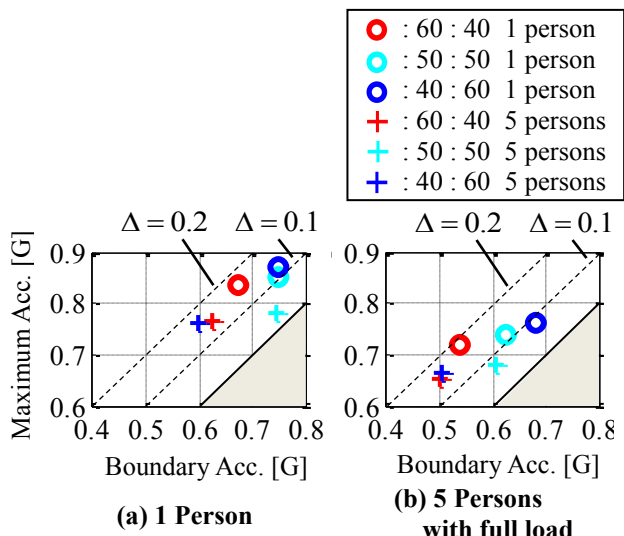 : 60 : 40 1 person
: 50 : 50 1 person
: 40 : 60 1 person
: 60 : 40 5 persons
: 50 : 50 5 persons
: 40 : 60 5 persons
Δ = 0.2
Δ = 0.1
Maximum Acc. [G]
0.9
0.8
0.7
0.6
0.4 0.5 0.6 0.7 0.8
Boundary Acc. [G]
(a) 1 Person
Δ = 0.2
Δ = 0.1
0.9
0.8
0.7
0.6
0.4 0.5 0.6 0.7 0.8
Boundary Acc. [G]
(b) 5 Persons
with full load